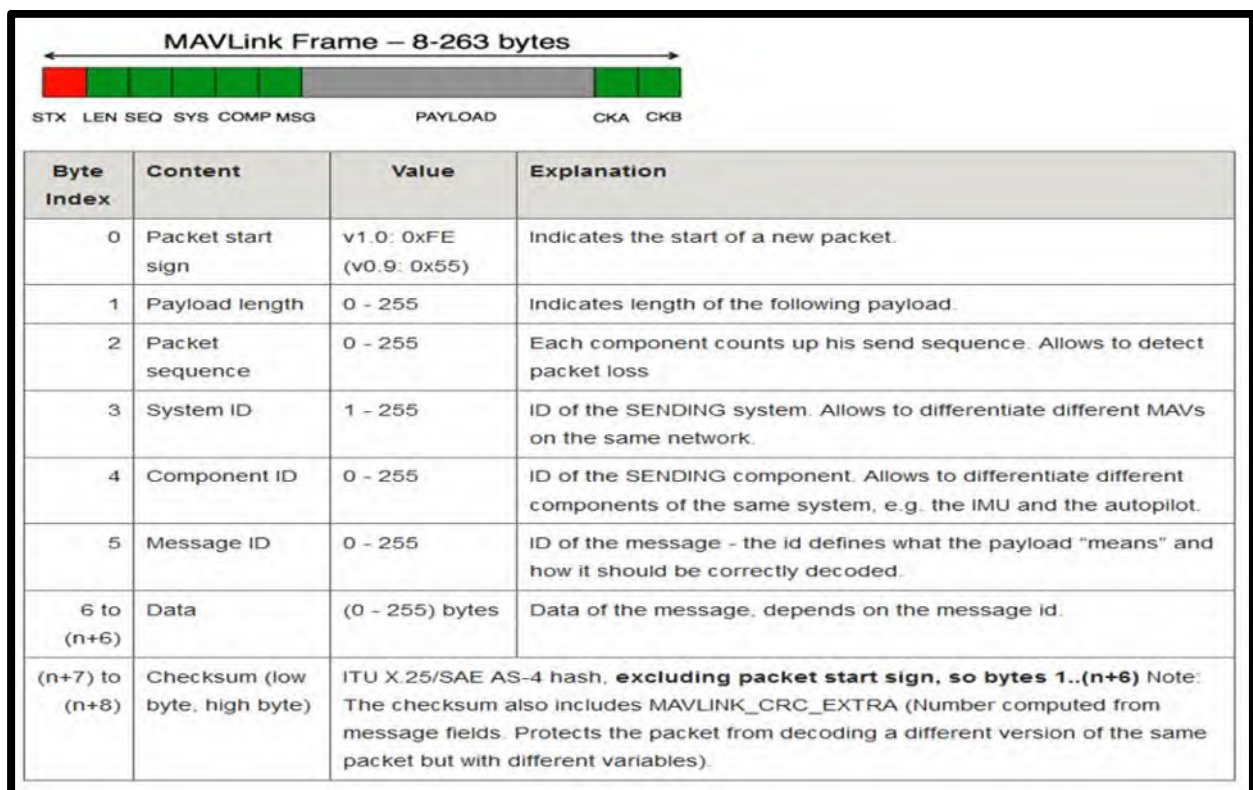 MAVLink Frame – 8-263 bytes
STX LEN SEQ SYS COMP MSG PAYLOAD CKA CKB
Byte Index Content Value Explanation
0 Packet start sign v1.0: 0xFE (v0.9: 0x55) Indicates the start of a new packet.
1 Payload length 0 - 255 Indicates length of the following payload.
2 Packet sequence 0 - 255 Each component counts up his send sequence. Allows to detect packet loss
3 System ID 1 - 255 ID of the SENDING system. Allows to differentiate different MAVs on the same network.
4 Component ID 0 - 255 ID of the SENDING component. Allows to differentiate different components of the same system, e.g. the IMU and the autopilot.
5 Message ID 0 - 255 ID of the message - the id defines what the payload “means” and how it should be correctly decoded.
6 to (n+6) Data (0 - 255) bytes Data of the message, depends on the message id.
(n+7) to (n+8) Checksum (low byte, high byte) ITU X.25/SAE AS-4 hash, excluding packet start sign, so bytes 1..(n+6) Note: The checksum also includes MAVLINK_CRC_EXTRA (Number computed from message fields. Protects the packet from decoding a different version of the same packet but with different variables).